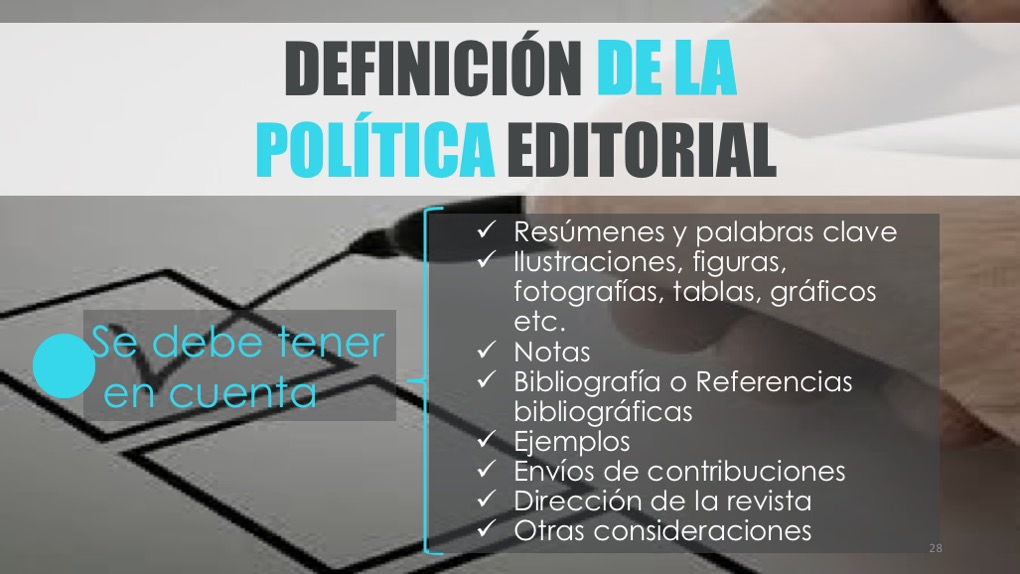 DEFINICIÓN DE LA
POLÍTICA EDITORIAL
Se debe tener
en cuenta
✓ Resúmenes y palabras clave
✓ Ilustraciones, figuras,
fotografías, tablas, gráficos
etc.
✓ Notas
✓ Bibliografía o Referencias
bibliográficas
✓ Ejemplos
✓ Envíos de contribuciones
✓ Dirección de la revista
✓ Otras consideraciones
28